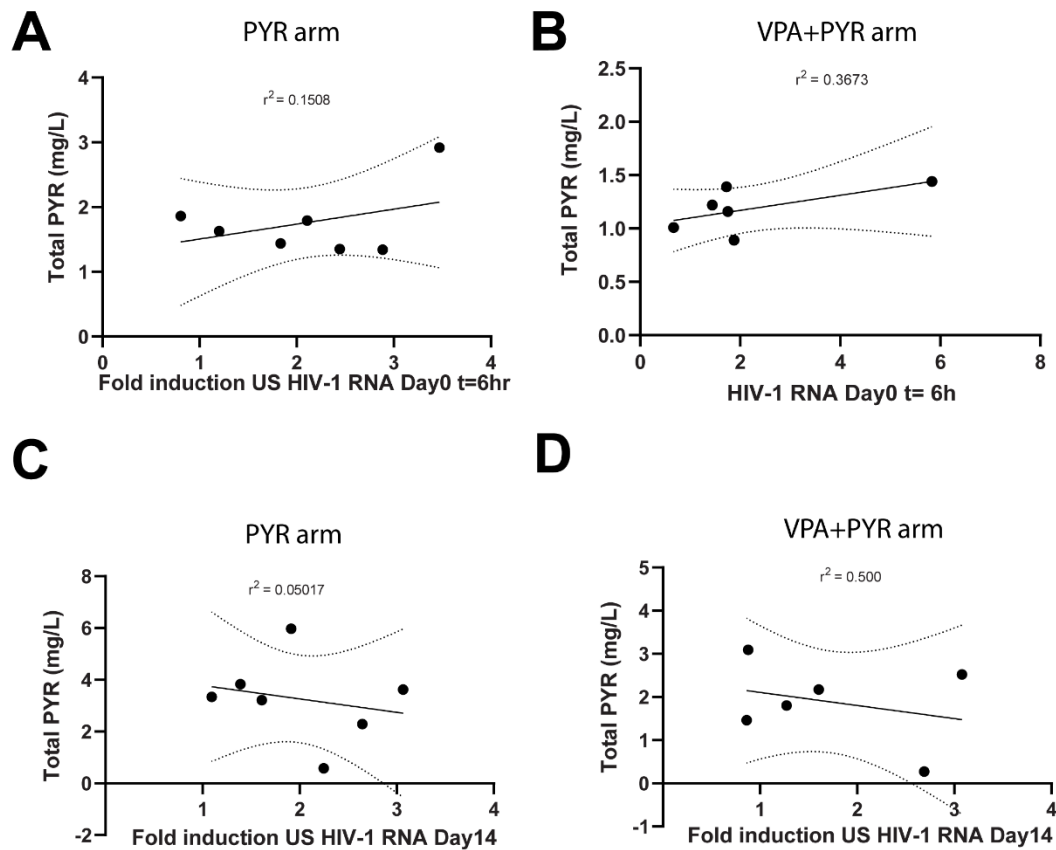 A
PYR arm
r² = 0.1508
Total PYR (mg/L)
4
3
2
1
0
0 1 2 3 4
Fold induction US HIV-1 RNA Day0 t=6hr
B
VPA+PYR arm
r² = 0.3673
Total PYR (mg/L)
2.5
2.0
1.5
1.0
0.5
0.0
0 2 4 6 8
HIV-1 RNA Day0 t= 6h
C
PYR arm
r² = 0.05017
Total PYR (mg/L)
8
6
4
2
0
-2
1 2 3 4
Fold induction US HIV-1 RNA Day14
D
VPA+PYR arm
r² = 0.500
Total PYR (mg/L)
5
4
3
2
1
0
-1
1 2 3 4
Fold induction US HIV-1 RNA Day14